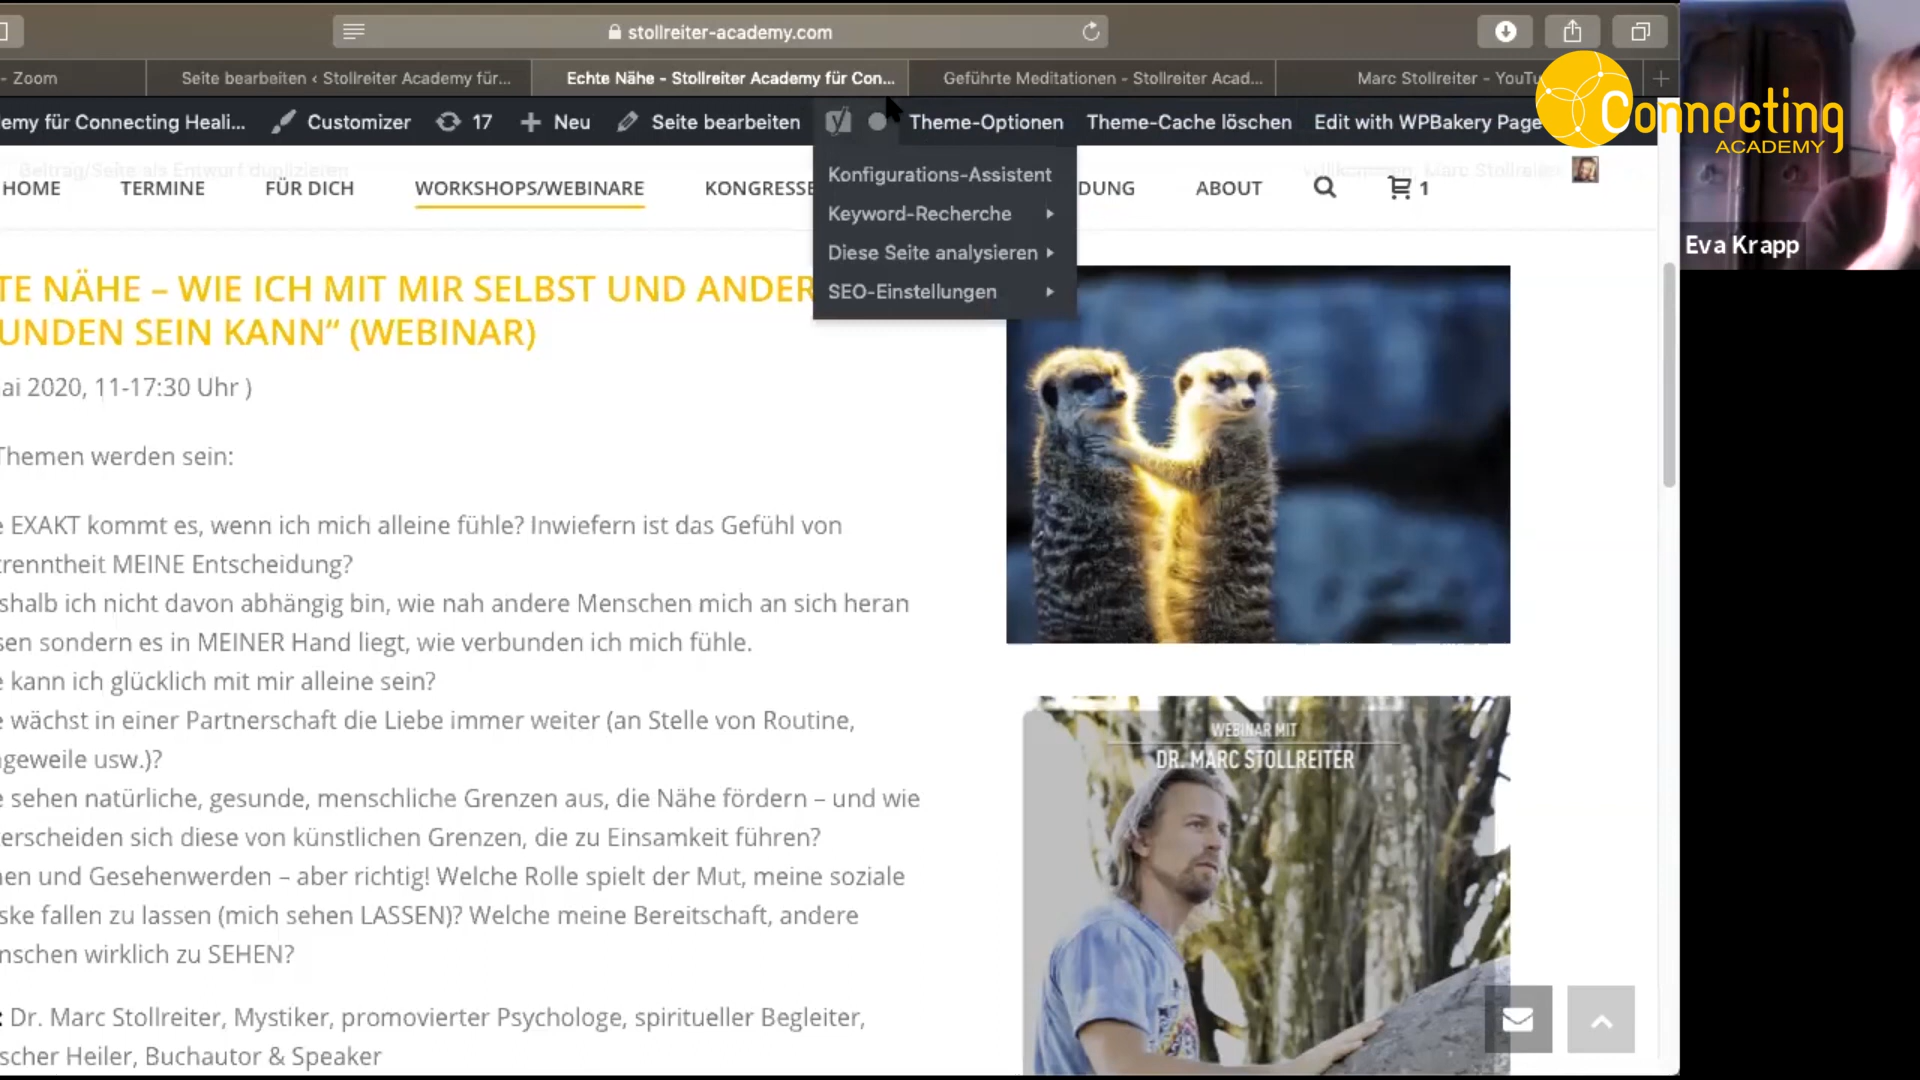 stollreiter-academy.com
- Zoom
Seite bearbeiten ‹ Stollreiter Academy für...
Echte Nähe - Stollreiter Academy für Con...
Geführte Meditationen - Stollreiter Acad...
Marc Stollreiter - YouTu
Connecting
ACADEMY
emy für Connecting Heali...
Customizer
17
Neu
Seite bearbeiten
Theme-Optionen
Theme-Cache löschen
Edit with WPBakery Page
Beitrag/Seite als Entwurf duplizieren
Willkommen, Marc Stollreiter
HOME
TERMINE
FÜR DICH
WORKSHOPS/WEBINARE
KONGRESSE
DUNG
ABOUT
1
Konfigurations-Assistent
Keyword-Recherche
Diese Seite analysieren
SEO-Einstellungen
Eva Krapp
TE NÄHE – WIE ICH MIT MIR SELBST UND ANDER
UNDEN SEIN KANN“ (WEBINAR)
ai 2020, 11-17:30 Uhr )
Themen werden sein:
e EXAKT kommt es, wenn ich mich alleine fühle? Inwiefern ist das Gefühl von
trenntheit MEINE Entscheidung?
shalb ich nicht davon abhängig bin, wie nah andere Menschen mich an sich heran
sen sondern es in MEINER Hand liegt, wie verbunden ich mich fühle.
e kann ich glücklich mit mir alleine sein?
e wächst in einer Partnerschaft die Liebe immer weiter (an Stelle von Routine,
geweile usw.)?
e sehen natürliche, gesunde, menschliche Grenzen aus, die Nähe fördern – und wie
erscheiden sich diese von künstlichen Grenzen, die zu Einsamkeit führen?
en und Gesehenwerden – aber richtig! Welche Rolle spielt der Mut, meine soziale
ske fallen zu lassen (mich sehen LASSEN)? Welche meine Bereitschaft, andere
nschen wirklich zu SEHEN?
: Dr. Marc Stollreiter, Mystiker, promovierter Psychologe, spiritueller Begleiter,
scher Heiler, Buchautor & Speaker
WEBINAR MIT
DR. MARC STOLLREITER